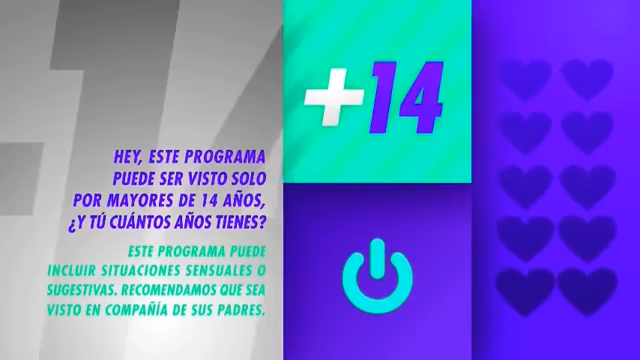 +14
HEY, ESTE PROGRAMA
PUEDE SER VISTO SOLO
POR MAYORES DE 14 AÑOS,
¿Y TÚ CUÁNTOS AÑOS TIENES?
ESTE PROGRAMA PUEDE
INCLUIR SITUACIONES SENSUALES O
SUGESTIVAS. RECOMENDAMOS QUE SEA
VISTO EN COMPAÑÍA DE SUS PADRES.